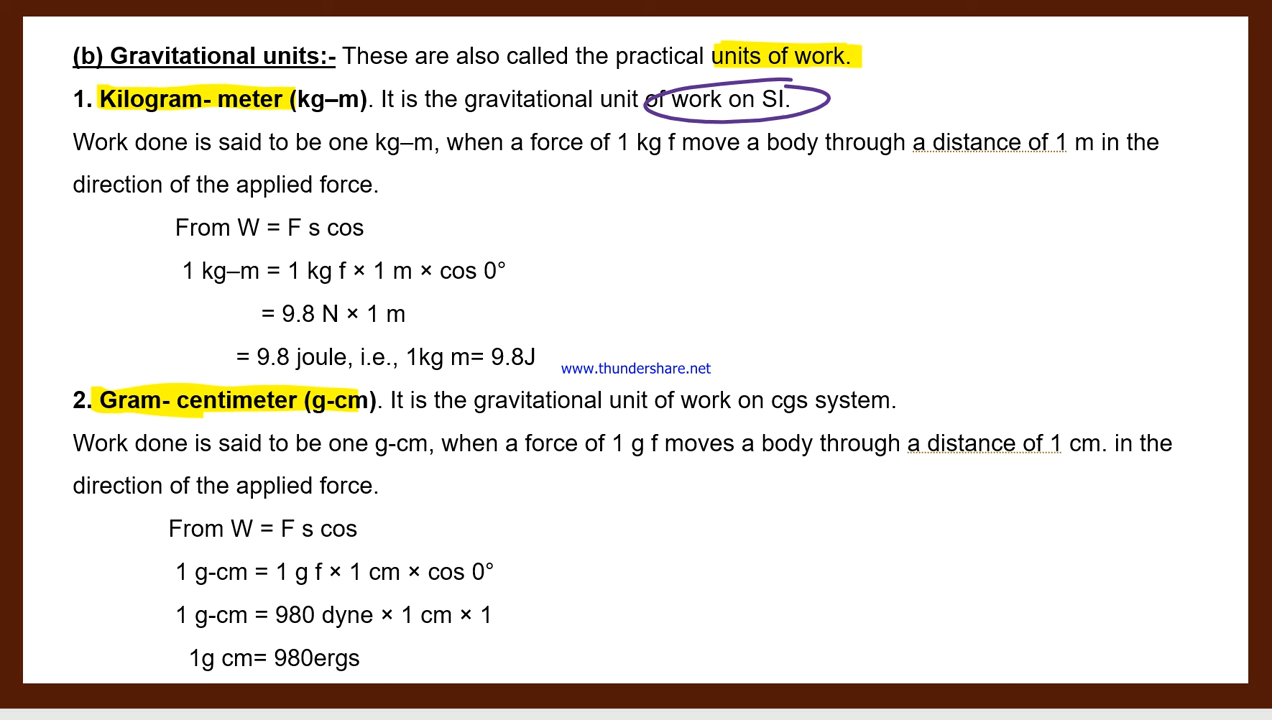 (b) Gravitational units:- These are also called the practical units of work.
1. Kilogram- meter (kg–m). It is the gravitational unit of work on SI.
Work done is said to be one kg–m, when a force of 1 kg f move a body through a distance of 1 m in the
direction of the applied force.
From W = F s cos
1 kg–m = 1 kg f × 1 m × cos 0°
= 9.8 N × 1 m
= 9.8 joule, i.e., 1kg m= 9.8J
www.thundershare.net
2. Gram- centimeter (g-cm). It is the gravitational unit of work on cgs system.
Work done is said to be one g-cm, when a force of 1 g f moves a body through a distance of 1 cm. in the
direction of the applied force.
From W = F s cos
1 g-cm = 1 g f × 1 cm × cos 0°
1 g-cm = 980 dyne × 1 cm × 1
1g cm= 980ergs